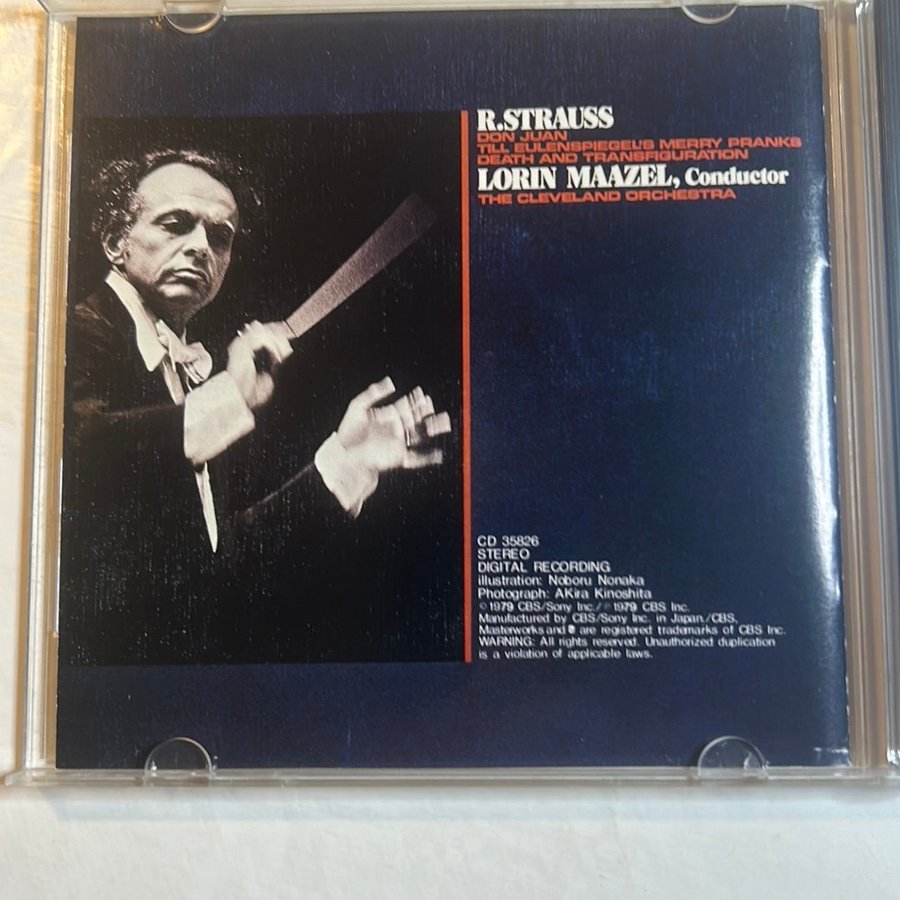 R.STRAUSS
DON JUAN
TILL EULENSPIEGEL'S MERRY PRANKS
DEATH AND TRANSFIGURATION
LORIN MAAZEL, Conductor
THE CLEVELAND ORCHESTRA
CD 35826
STEREO
DIGITAL RECORDING
illustration: Noboru Nonaka
Photograph: AKira Kinoshita
© 1979 CBS/Sony Inc./℗ 1979 CBS Inc.
Manufactured by CBS/Sony Inc. in Japan./CBS,
Masterworks and are registered trademarks of CBS Inc.
WARNING: All rights reserved. Unauthorized duplication
is a violation of applicable laws.